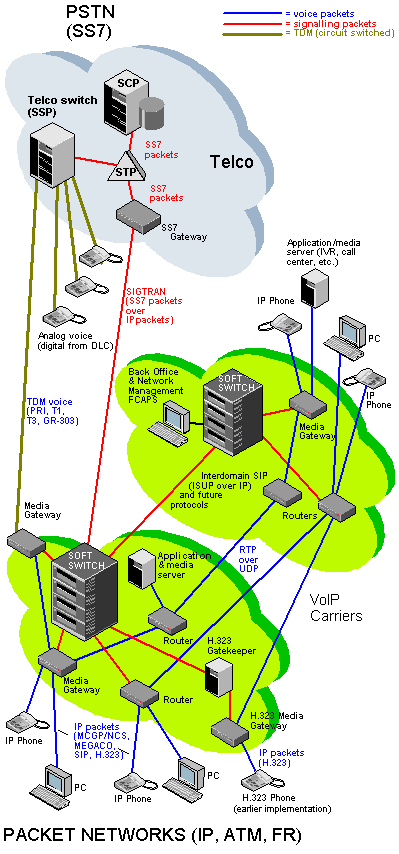 PSTN
(SS7)
= voice packets
= signalling packets
= TDM (circuit switched)
Telco switch
(SSP)
SCP
SS7
packets
STP
Telco
SS7
packets
SS7
Gateway
Application/media
server (IVR, call
center, etc.)
IP Phone
PC
SIGTRAN
(SS7 packets
over
IP packets)
Analog voice
(digital from DLC)
Back Office
& Network
Management
FCAPS
SOFT
SWITCH
IP
Phone
TDM voice
(PRI, T1,
T3, GR-303)
Media
Gateway
Interdomain SIP
(ISUP over IP)
and future
protocols
Routers
Media
Gateway
SOFT
SWITCH
Application
& media
server
RTP
over
UDP
VoIP
Carriers
Router
H.323
Gatekeeper
Media
Gateway
Router
H.323 Media
Gateway
IP Phone
IP packets
(MCGP/NCS,
MEGACO,
SIP, H.323)
IP packets
(H.323)
PC
IP Phone
PC
H.323 Phone
(earlier implementation)
PACKET NETWORKS (IP, ATM, FR)